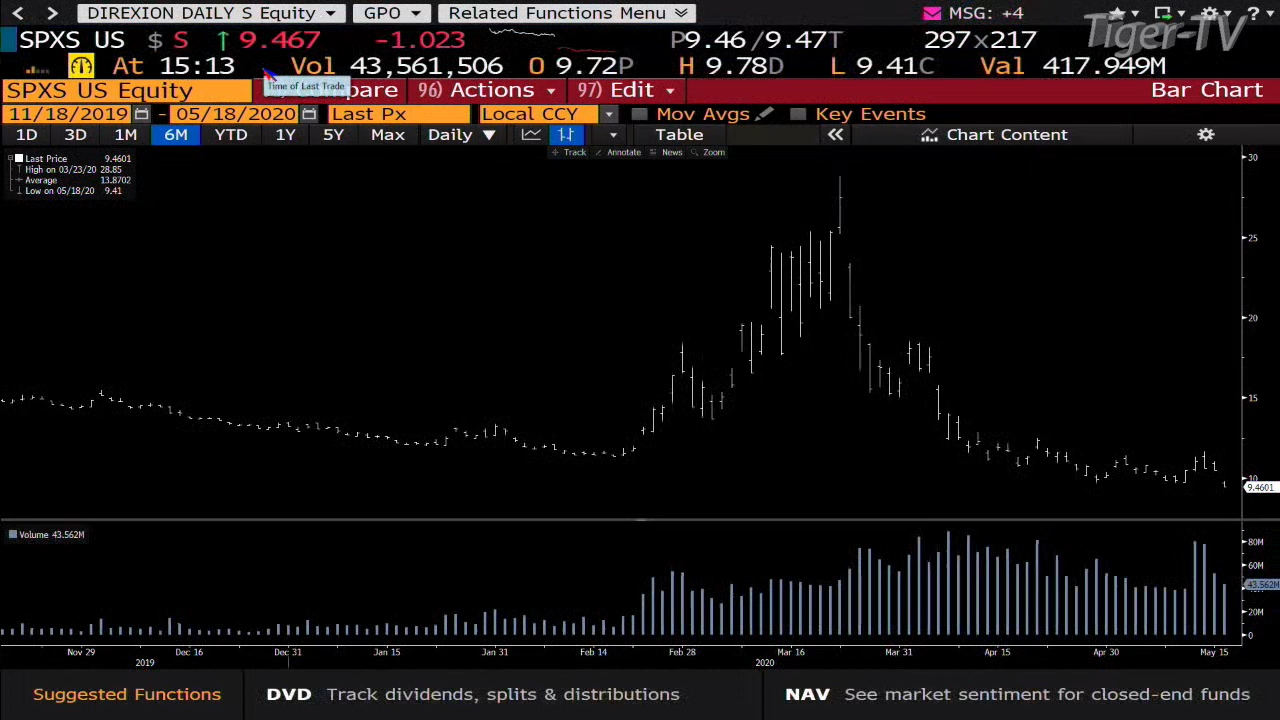 DIREXION DAILY S Equity GPO Related Functions Menu MSG: +4
Tiger-TV
SPXS US $ S ↑ 9.467 -1.023 P9.46 / 9.47T 297x217
At 15:13 Vol 43,561,506 O 9.72P H 9.78D L 9.41C Val 417.949M
Time of Last Trade
SPXS US Equity Compare 96) Actions 97) Edit Bar Chart
11/18/2019 - 05/18/2020 Last Px Local CCY Mov Avgs Key Events
1D 3D 1M 6M YTD 1Y 5Y Max Daily Table Chart Content
Track Annotate News Zoom
Last Price 9.4601
High on 03/23/20 28.85
Average 13.8702
Low on 05/18/20 9.41
30
25
20
15
10
9.4601
Volume 43.562M
80M
60M
43.562M
20M
0
Nov 29 Dec 16 Dec 31 Jan 15 Jan 31 Feb 14 Feb 28 Mar 16 Mar 31 Apr 15 Apr 30 May 15
2019 2020
Suggested Functions DVD Track dividends, splits & distributions NAV See market sentiment for closed-end funds